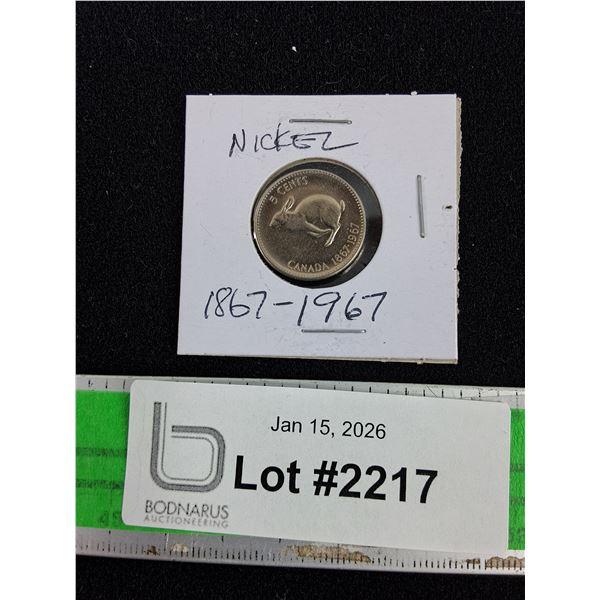 NICKEL
5 CENTS
CANADA 1867-1967
1867-1967
Jan 15, 2026
Lot #2217
BODNARUS
AUCTIONEERING